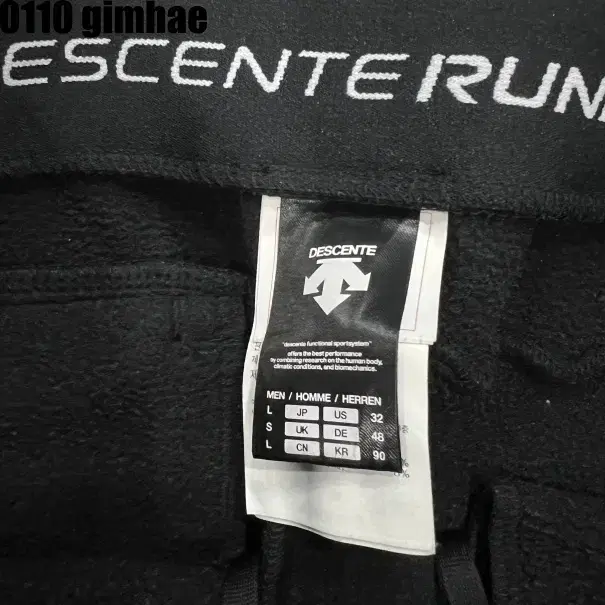 0110 gimhae
ESCENTE RUN
DESCENTE
"descente functional sportsystem"
offers the best performance
by combining research on the human body,
climatic conditions, and biomechanics.
MEN / HOMME / HERREN
L JP US 32
S UK DE 48
L CN KR 90